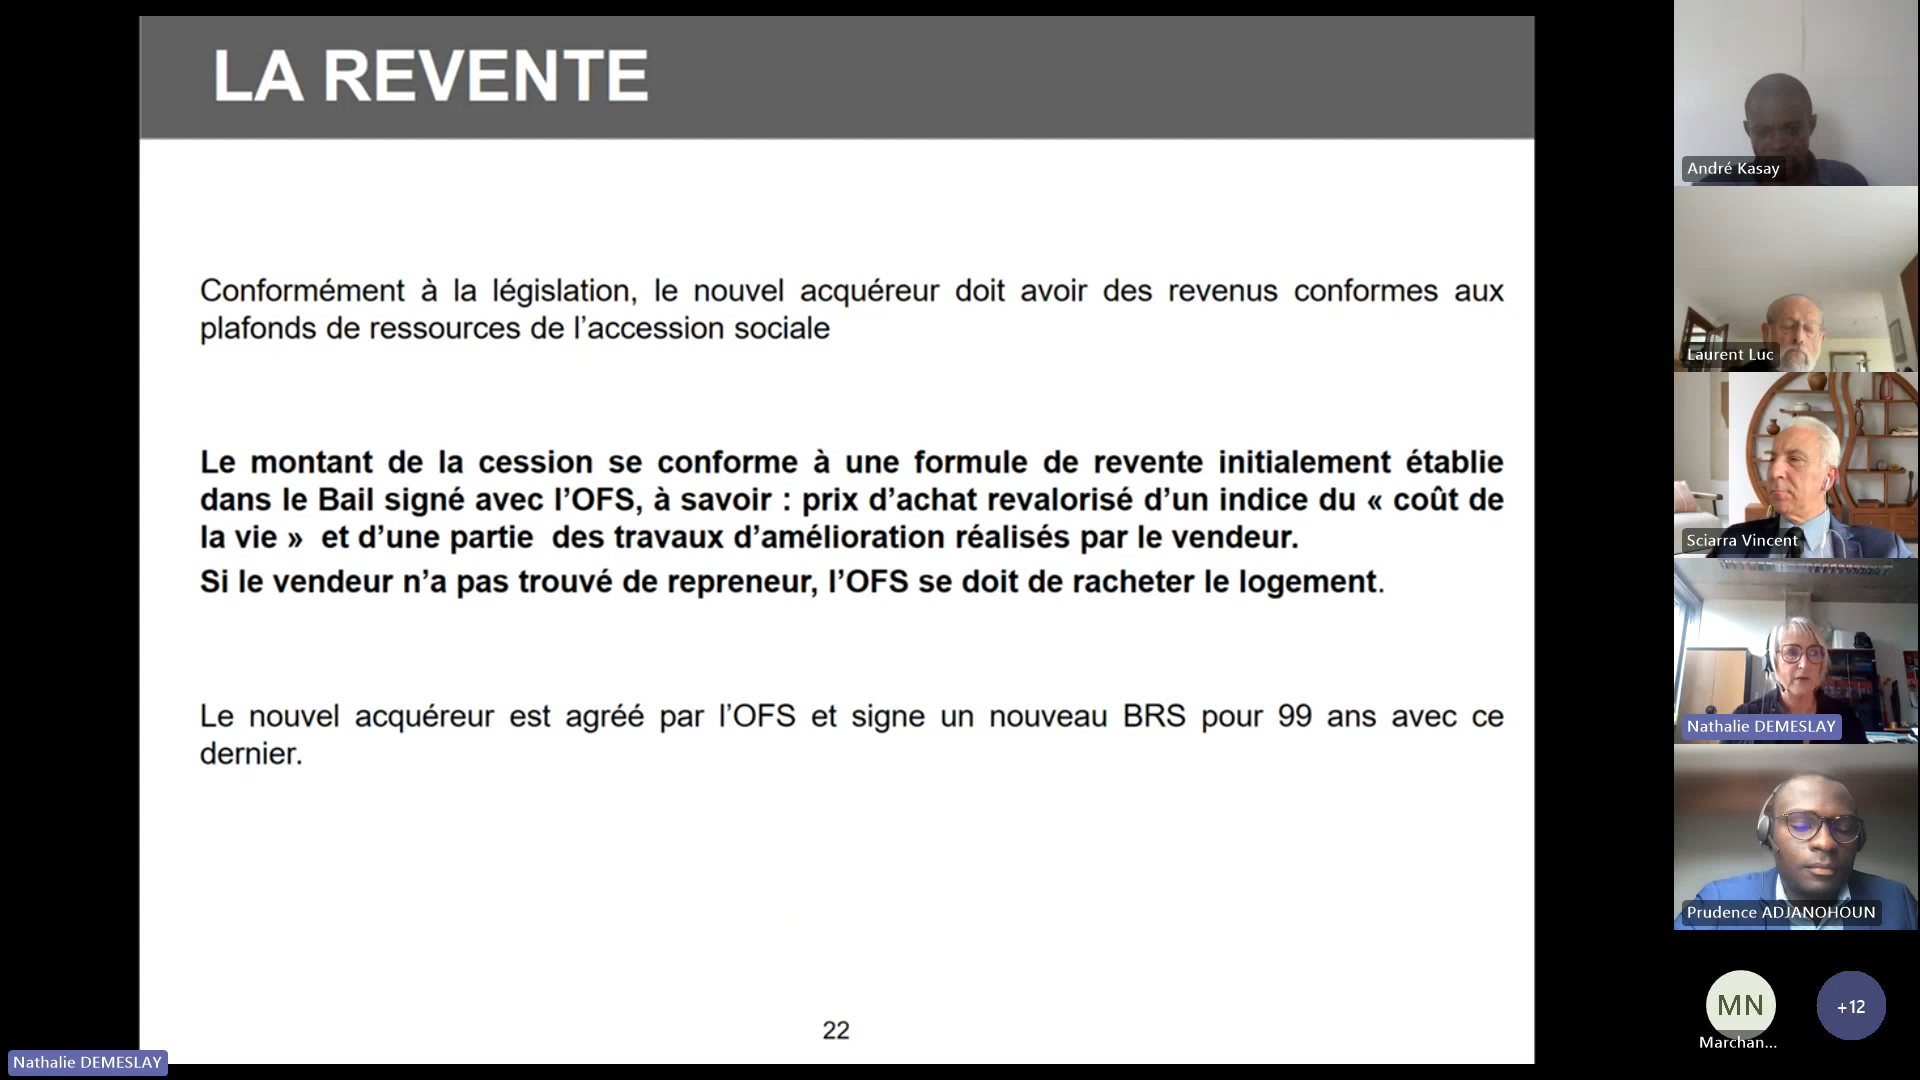 LA REVENTE
Conformément à la législation, le nouvel acquéreur doit avoir des revenus conformes aux
plafonds de ressources de l’accession sociale
Le montant de la cession se conforme à une formule de revente initialement établie
dans le Bail signé avec l’OFS, à savoir : prix d’achat revalorisé d’un indice du « coût de
la vie »  et d’une partie  des travaux d’amélioration réalisés par le vendeur.
Si le vendeur n’a pas trouvé de repreneur, l’OFS se doit de racheter le logement.
Le nouvel acquéreur est agréé par l’OFS et signe un nouveau BRS pour 99 ans avec ce
dernier.
22
Nathalie DEMESLAY
André Kasay
Laurent Luc
Sciarra Vincent
Nathalie DEMESLAY
Prudence ADJANOHOUN
MN
Marchan...
+12